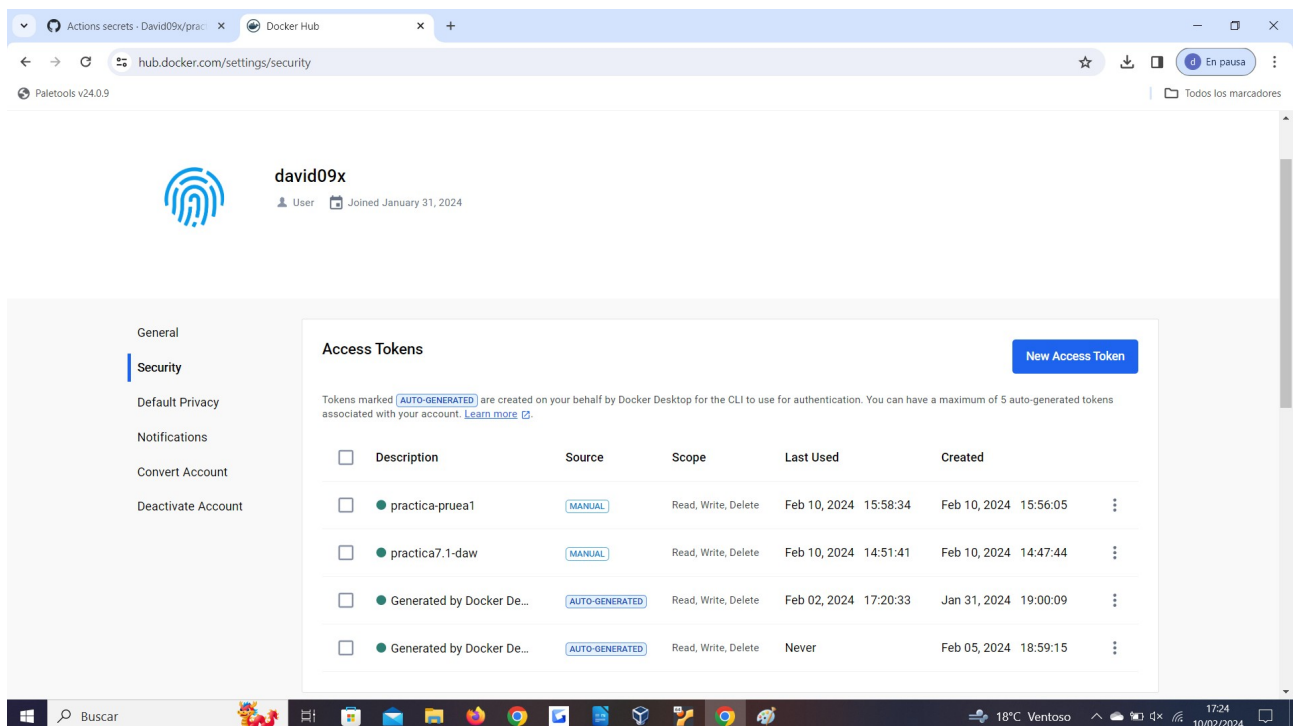 Actions secrets · David09x/prac
Docker Hub
hub.docker.com/settings/security
d En pausa
Paletools v24.0.9
Todos los marcadores
david09x
User Joined January 31, 2024
General
Security
Default Privacy
Notifications
Convert Account
Deactivate Account
Access Tokens
New Access Token
Tokens marked AUTO-GENERATED are created on your behalf by Docker Desktop for the CLI to use for authentication. You can have a maximum of 5 auto-generated tokens
associated with your account. Learn more.
Description Source Scope Last Used Created
practica-pruea1 MANUAL Read, Write, Delete Feb 10, 2024 15:58:34 Feb 10, 2024 15:56:05
practica7.1-daw MANUAL Read, Write, Delete Feb 10, 2024 14:51:41 Feb 10, 2024 14:47:44
Generated by Docker De... AUTO-GENERATED Read, Write, Delete Feb 02, 2024 17:20:33 Jan 31, 2024 19:00:09
Generated by Docker De... AUTO-GENERATED Read, Write, Delete Never Feb 05, 2024 18:59:15
Buscar
18°C Ventoso
17:24
10/02/2024